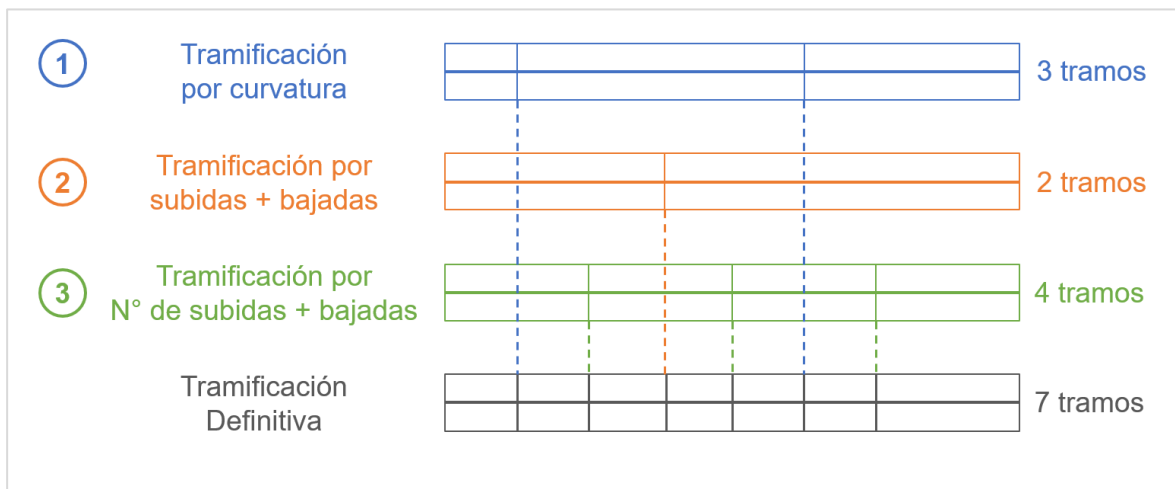 1
Tramificación
por curvatura
3 tramos
2
Tramificación por
subidas + bajadas
2 tramos
3
Tramificación por
N° de subidas + bajadas
4 tramos
Tramificación
Definitiva
7 tramos